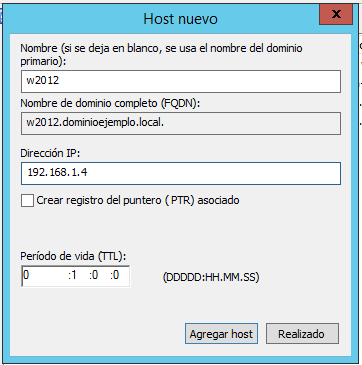 Host nuevo
x
Nombre (si se deja en blanco, se usa el nombre del dominio
primario):
w2012
Nombre de dominio completo (FQDN):
w2012.dominioejemplo.local.
Dirección IP:
192.168.1.4
Crear registro del puntero (PTR) asociado
Período de vida (TTL):
0 :1 :0 :0 (DDDDD:HH.MM.SS)
Agregar host Realizado